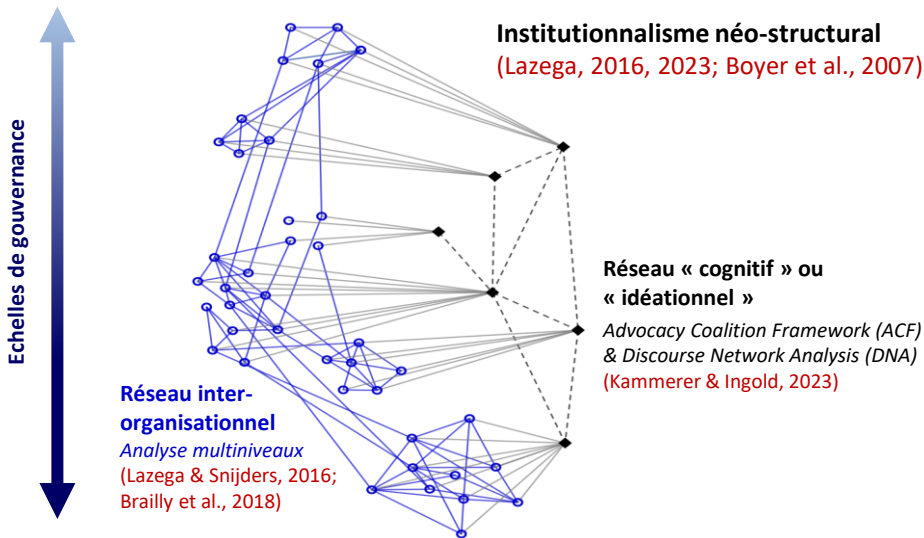 Institutionnalisme néo-structural
(Lazega, 2016, 2023; Boyer et al., 2007)
Echelles de gouvernance
Réseau « cognitif » ou
« idéationnel »
Advocacy Coalition Framework (ACF)
& Discourse Network Analysis (DNA)
(Kammerer & Ingold, 2023)
Réseau inter-
organisationnel
Analyse multiniveaux
(Lazega & Snijders, 2016;
Brailly et al., 2018)